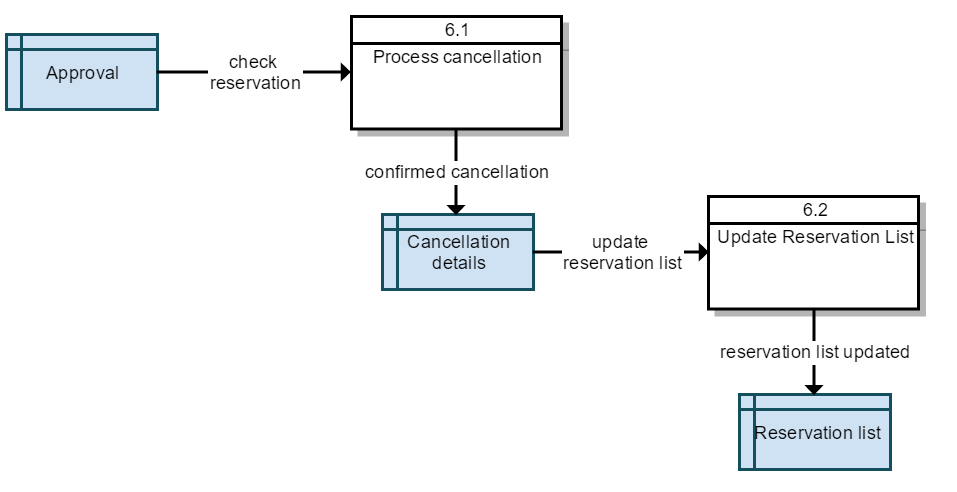 6.1
Process cancellation
Approval
check
reservation
confirmed cancellation
6.2
Update Reservation List
Cancellation
details
update
reservation list
reservation list updated
Reservation list